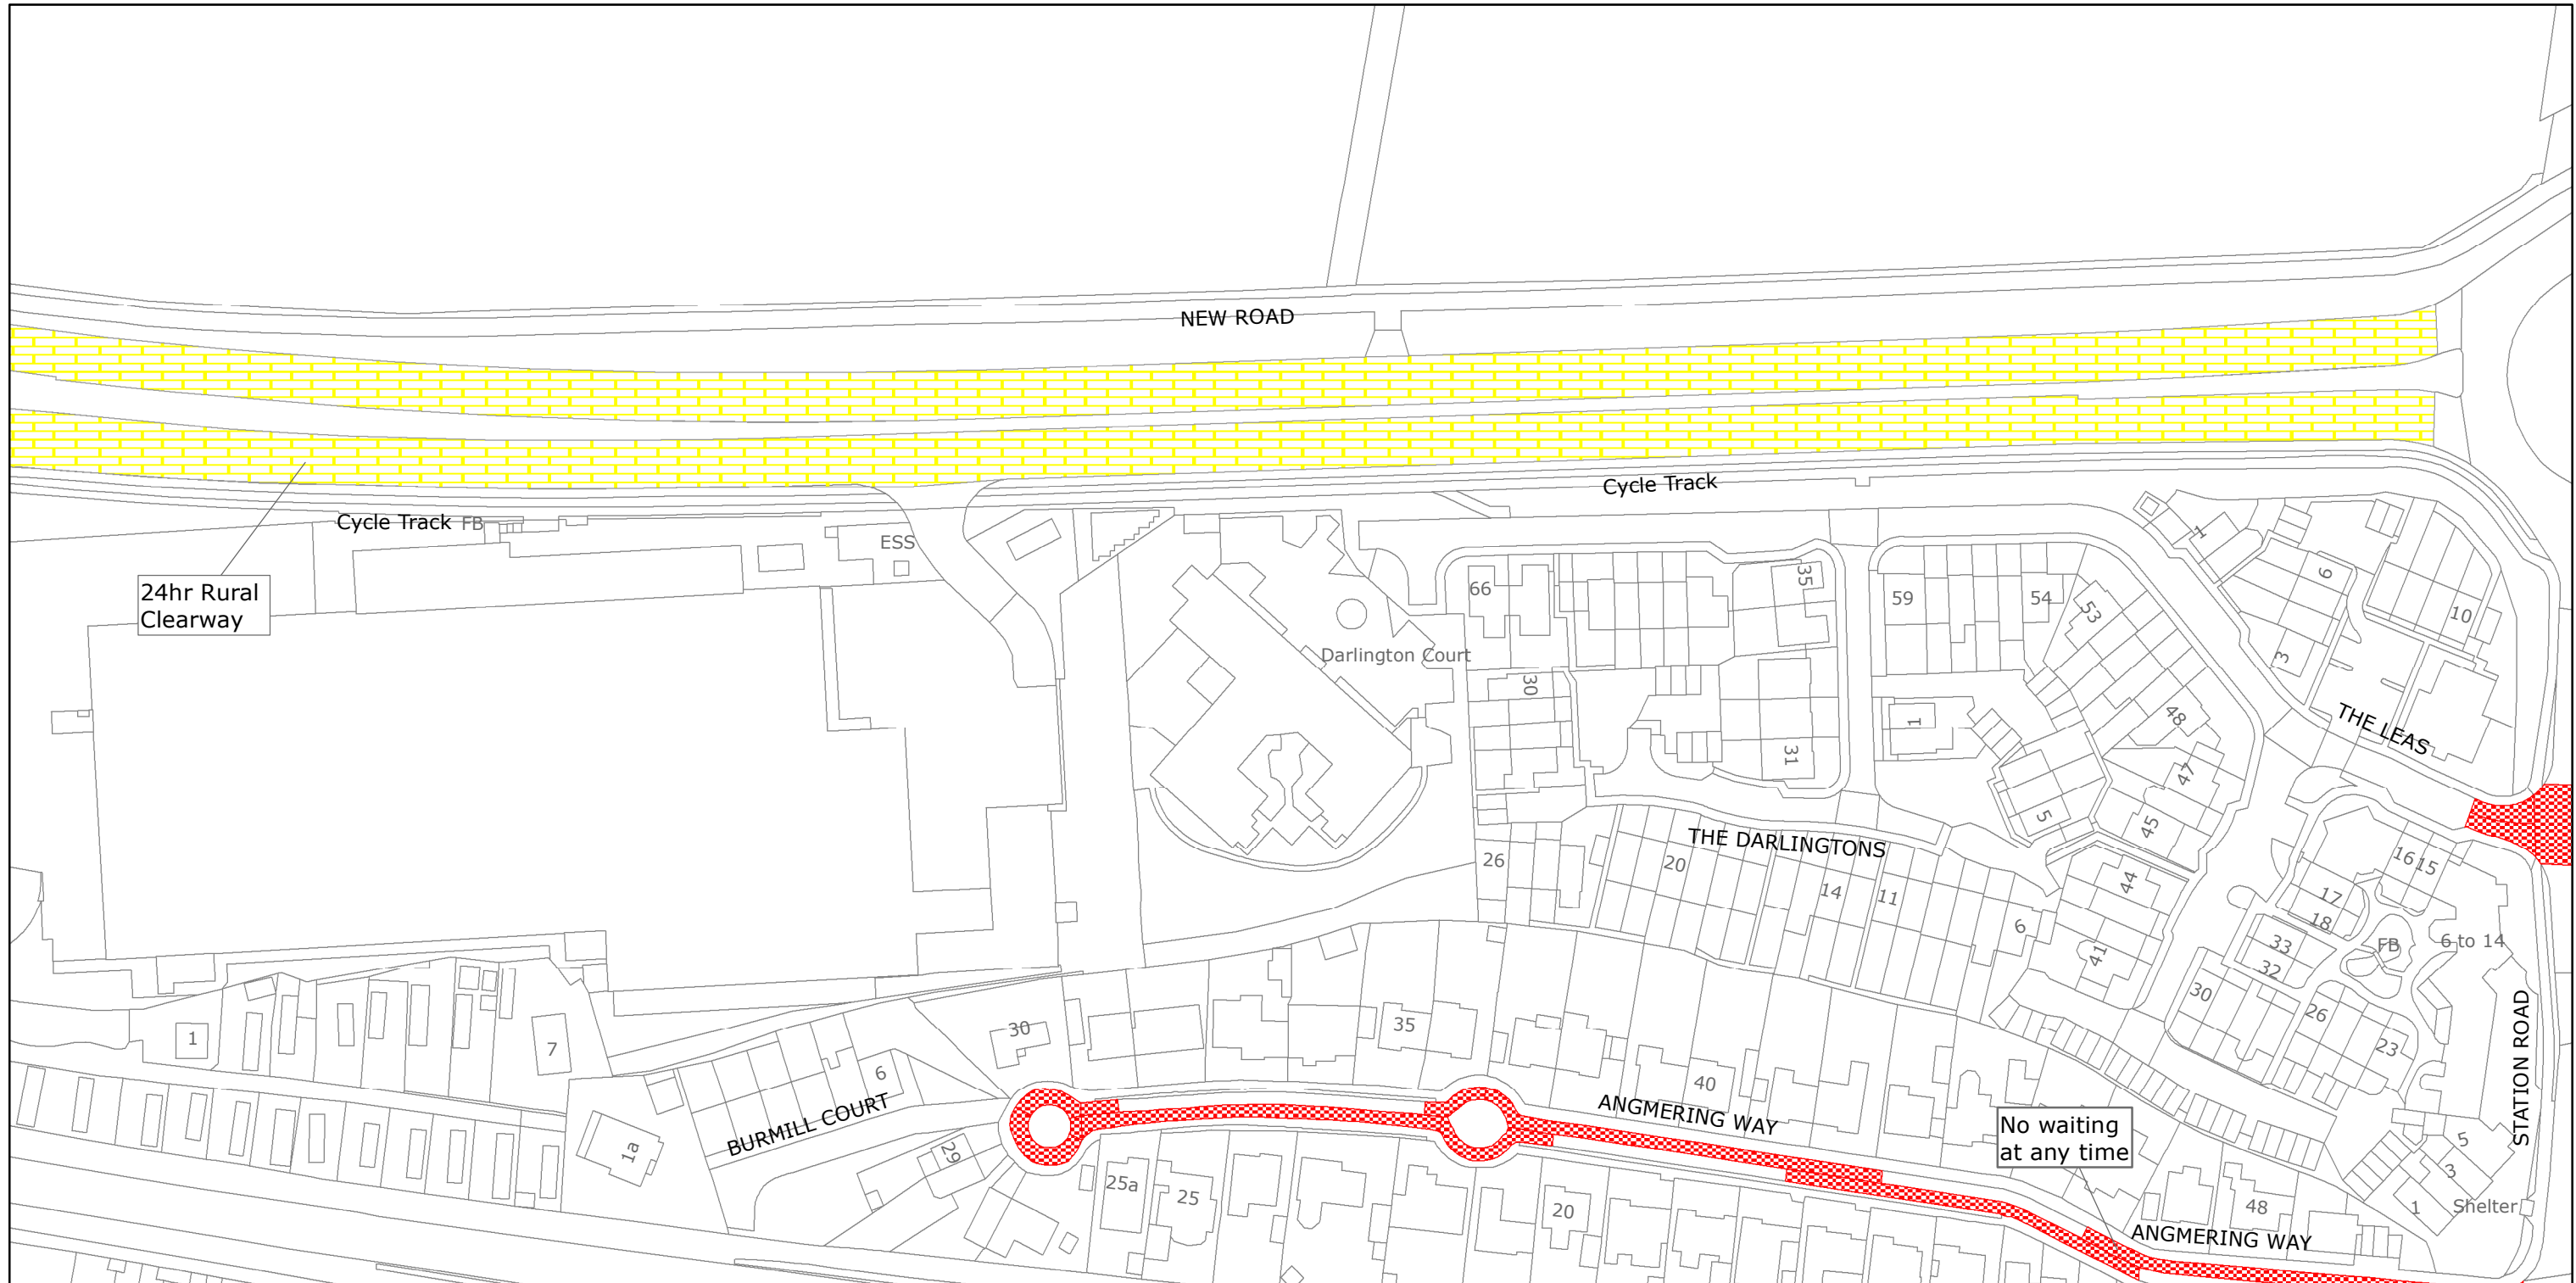 NEW ROAD
Cycle Track
Cycle Track FB
ESS
24hr Rural
Clearway
1
6
10
3
66
35
59
54
53
Darlington Court
30
1
31
48
47
THE LEAS
5
45
THE DARLINGTONS
26
20
14
11
6
44
41
16
15
17
18
33
32
FB
6 to 14
30
26
23
STATION ROAD
1
7
6
30
35
40
BURMILL COURT
ANGMERING WAY
No waiting
at any time
1a
29
25a
25
20
48
5
3
1
Shelter
ANGMERING WAY